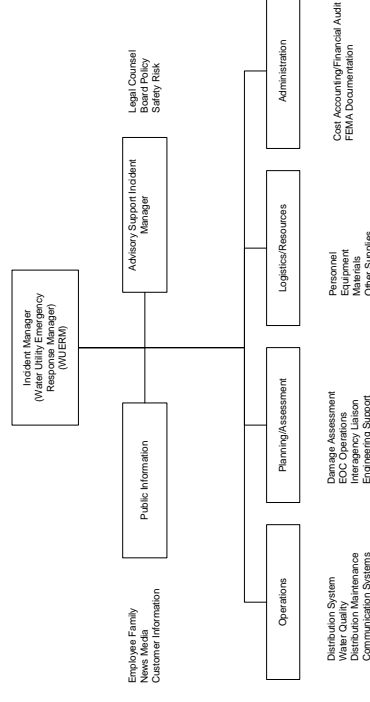 Incident Manager
(Water Utility Emergency
Response Manager)
(WUERM)
Public Information
Employee Family
News Media
Customer Information
Advisory Support Incident
Manager
Legal Counsel
Board Policy
Safety Risk
Operations
Distribution System
Water Quality
Distribution Maintenance
Communication Systems
Planning/Assessment
Damage Assessment
EOC Operations
Interagency Liaison
Engineering Support
Logistics/Resources
Personnel
Equipment
Materials
Other Supplies
Administration
Cost Accounting/Financial Audit
FEMA Documentation